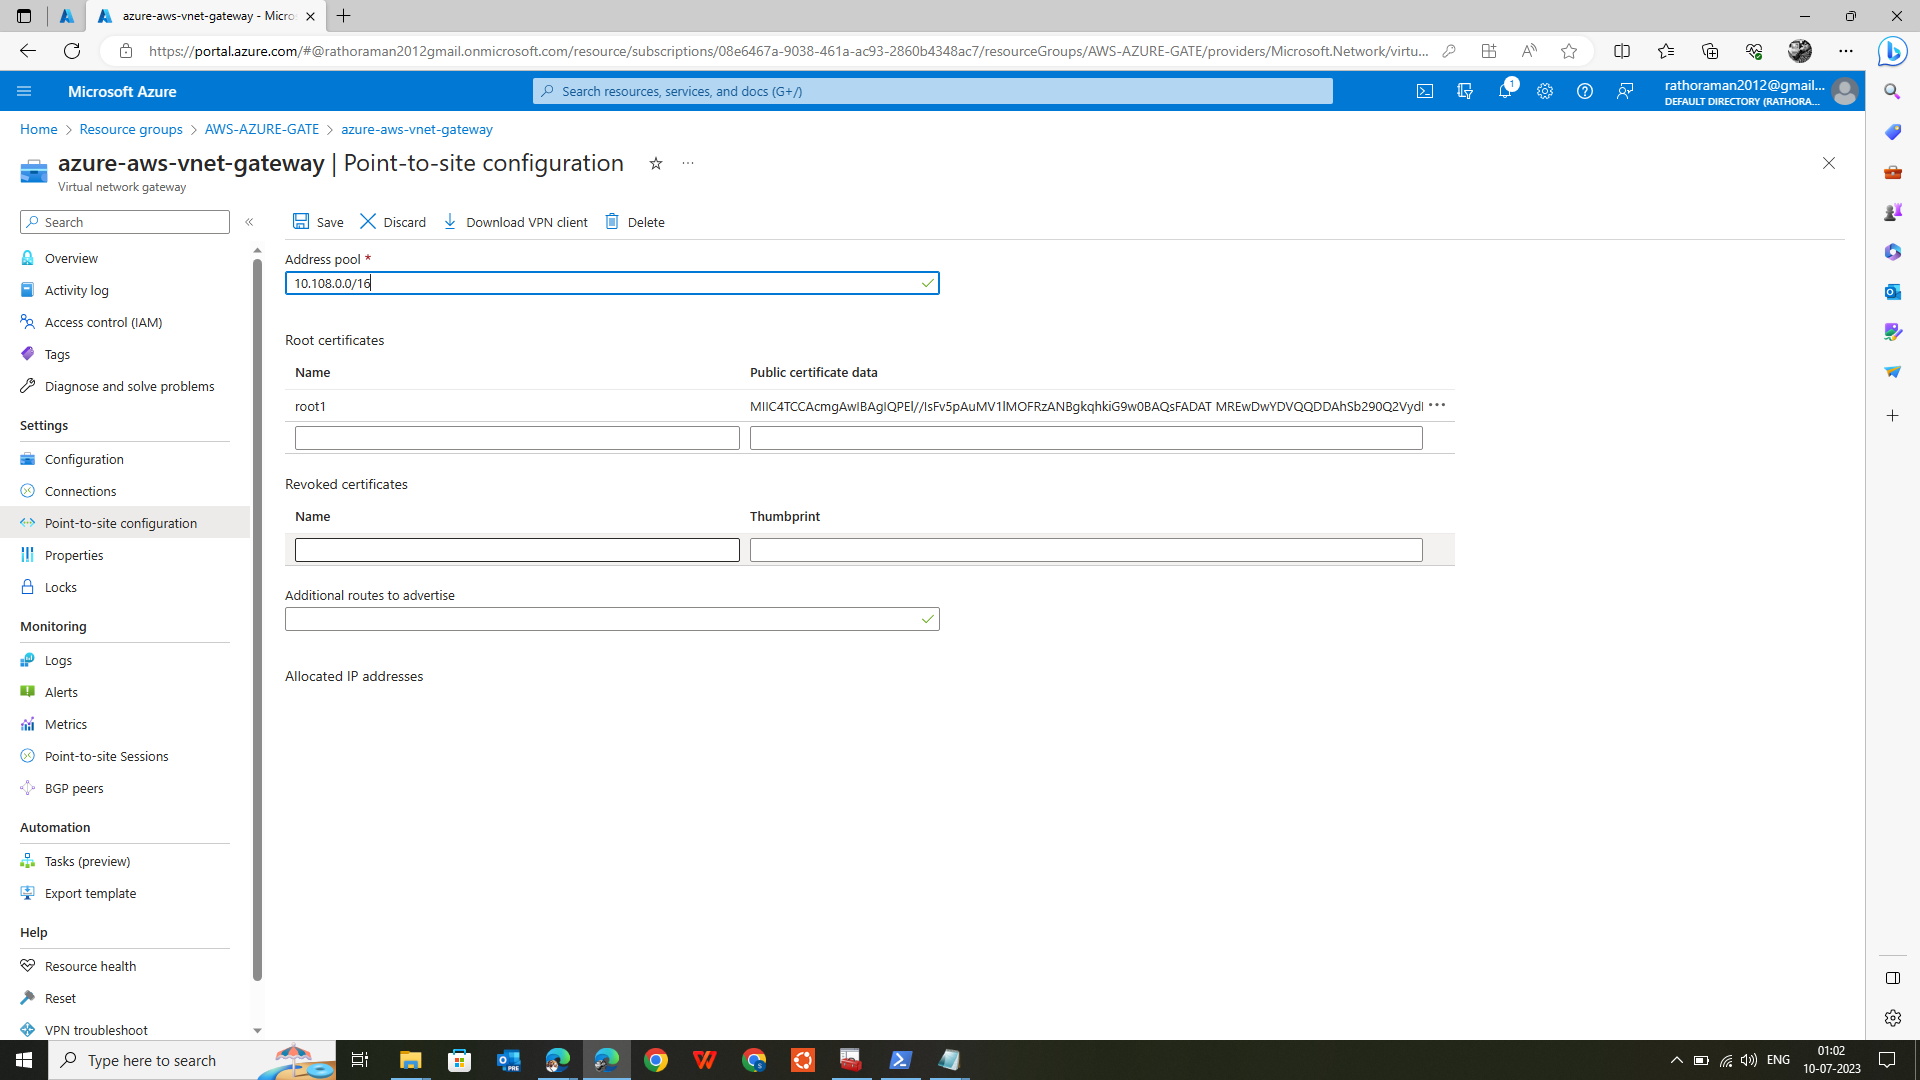 azure-aws-vnet-gateway - Micro
https://portal.azure.com/#@rathoraman2012gmail.onmicrosoft.com/resource/subscriptions/08e6467a-9038-461a-ac93-2860b4348ac7/resourceGroups/AWS-AZURE-GATE/providers/Microsoft.Network/virtu...
Microsoft Azure
Search resources, services, and docs (G+/)
1
rathoraman2012@gmail...
DEFAULT DIRECTORY (RATHORA...
Home > Resource groups > AWS-AZURE-GATE > azure-aws-vnet-gateway
azure-aws-vnet-gateway | Point-to-site configuration
Virtual network gateway
Search
Save
Discard
Download VPN client
Delete
Overview
Activity log
Access control (IAM)
Tags
Diagnose and solve problems
Settings
Configuration
Connections
Point-to-site configuration
Properties
Locks
Monitoring
Logs
Alerts
Metrics
Point-to-site Sessions
BGP peers
Automation
Tasks (preview)
Export template
Help
Resource health
Reset
VPN troubleshoot
Address pool *
10.108.0.0/16
Root certificates
Name Public certificate data
root1 MIIC4TCCAcmgAwIBAgIQPEl//IsFv5pAuMV1lMOFRzANBgkqhkiG9w0BAQsFADAT MREwDwYDVQQDDAhSb290Q2Vydl
Revoked certificates
Name Thumbprint
Additional routes to advertise
Allocated IP addresses
Type here to search
PRE
ENG
01:02
10-07-2023